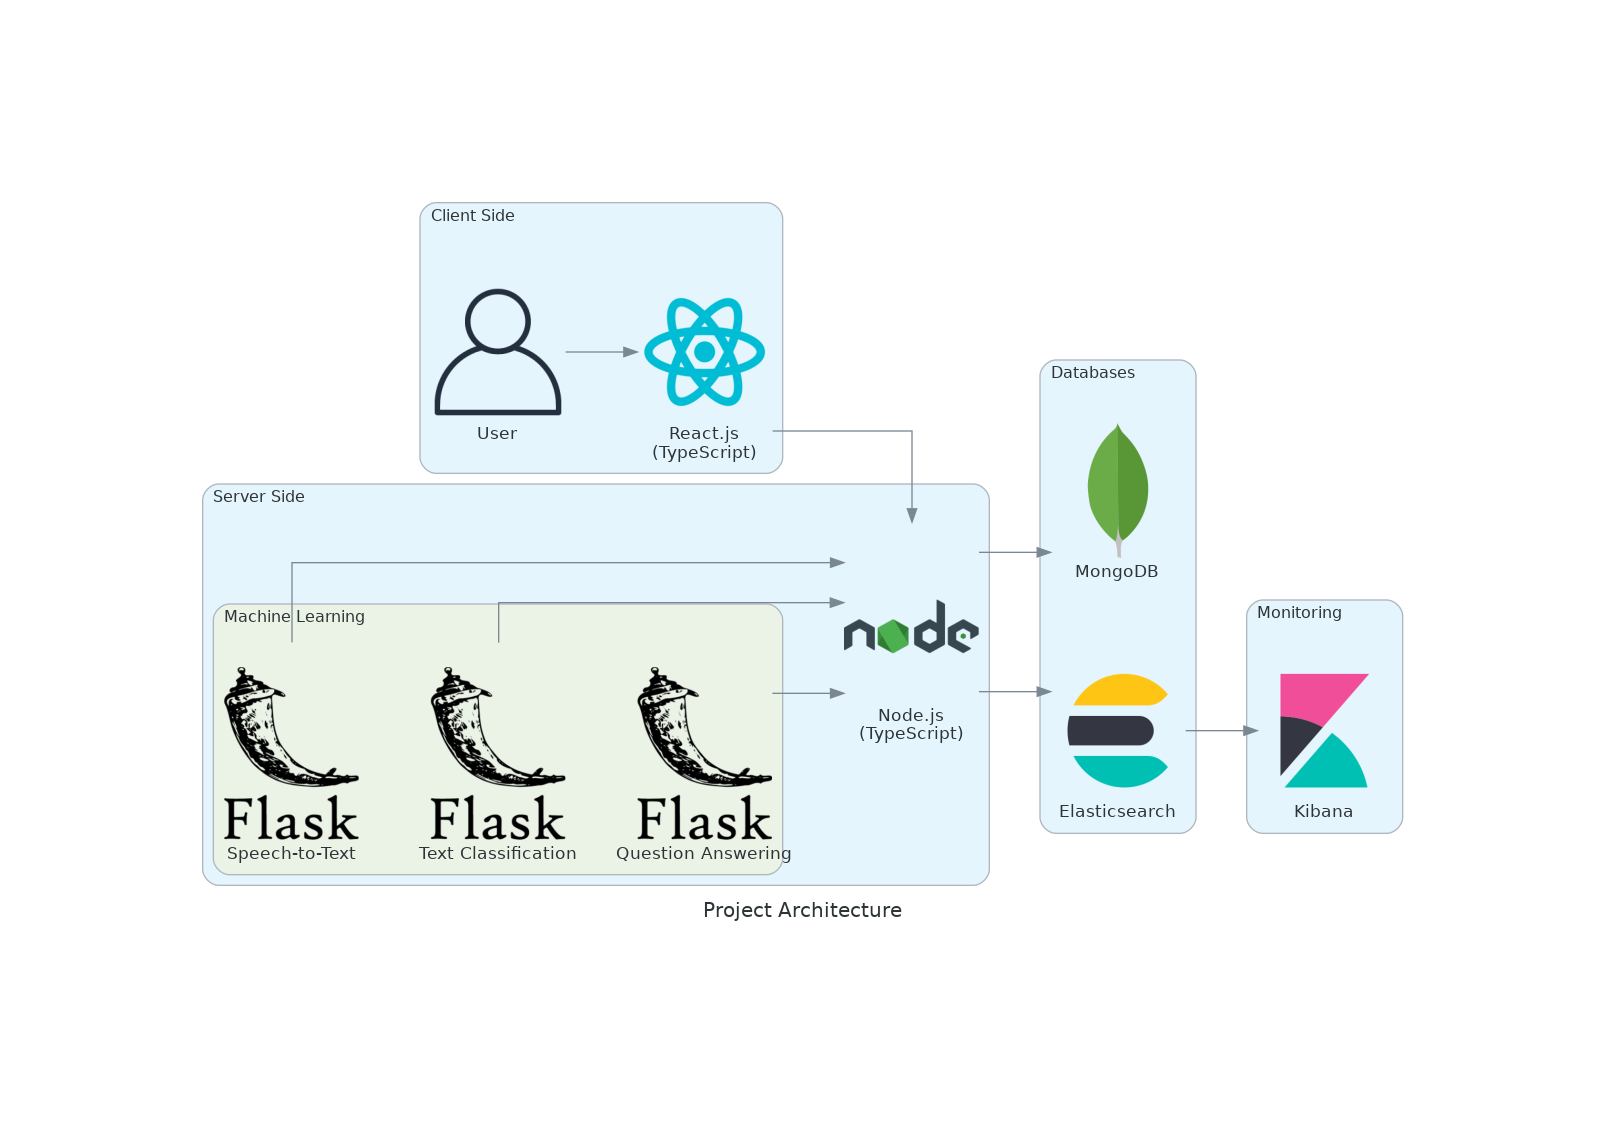 Client Side
User
React.js
(TypeScript)
Server Side
Machine Learning
Flask
Speech-to-Text
Flask
Text Classification
Flask
Question Answering
node
Node.js
(TypeScript)
Databases
MongoDB
Elasticsearch
Monitoring
Kibana
Project Architecture